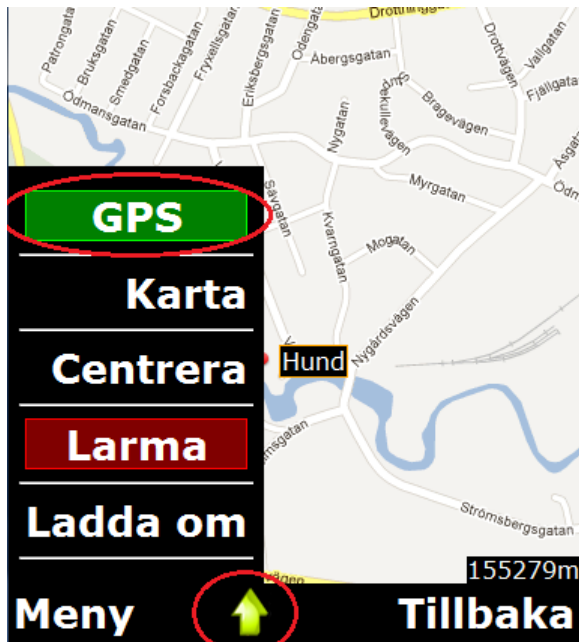 Drottninggatan
Patrongatan
Bruksgatan
Smedgatan
Forsbackagatan
Fryxellsgatan
Eriksbergsgatan
Odengatan
Åbergsgatan
Drottvägen
Vallgatan
Fjällgatan
Ödmansgatan
Nygatan
Bragevägen
Myrgatan
Sävgatan
Kvarngatan
Mogatan
Nygårdsvägen
GPS
Karta
Centrera
Hund
Larma
Ladda om
Strömsbergsgatan
155279m
Meny
Tillbaka